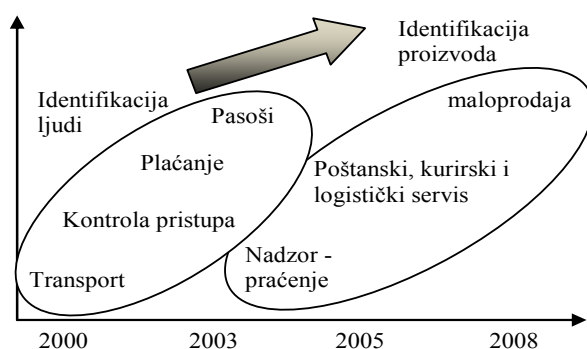 Identifikacija
proizvoda
Identifikacija
ljudi
Pasoši
maloprodaja
Plaćanje
Poštanski, kurirski i
logistički servis
Kontrola pristupa
Nadzor -
praćenje
Transport
2000 2003 2005 2008